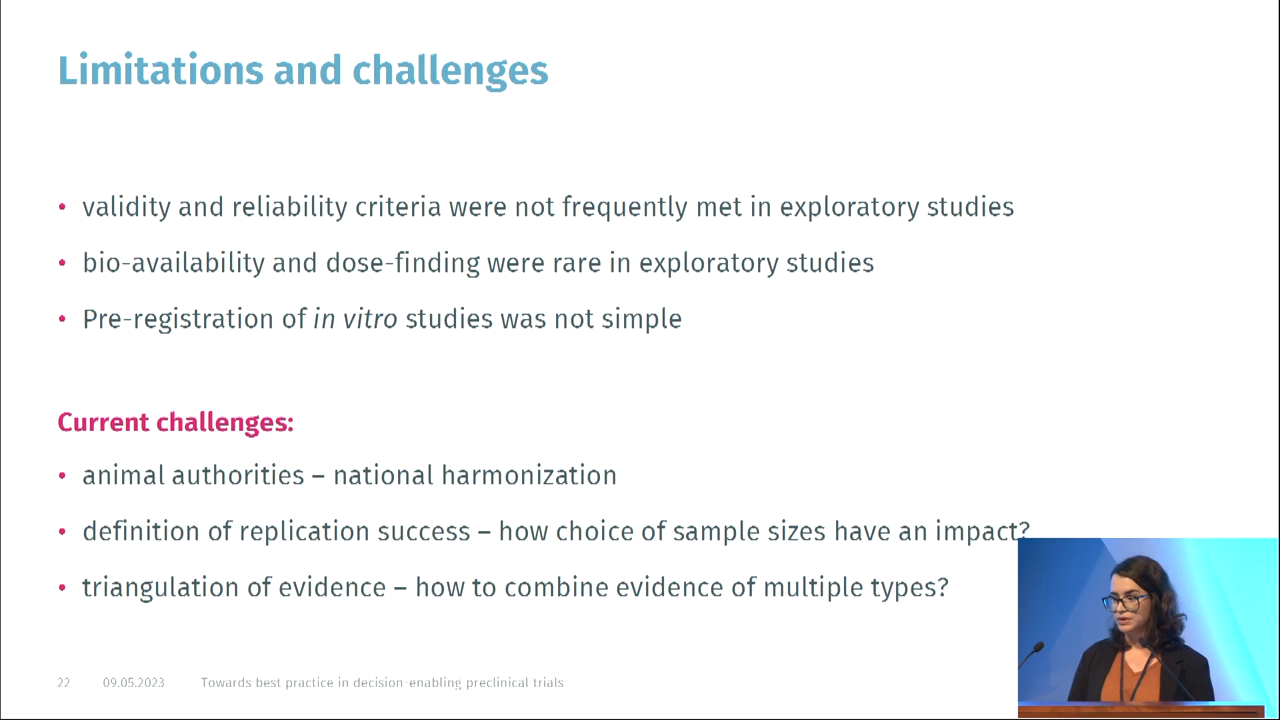 Limitations and challenges
• validity and reliability criteria were not frequently met in exploratory studies
• bio-availability and dose-finding were rare in exploratory studies
• Pre-registration of in vitro studies was not simple
Current challenges:
• animal authorities – national harmonization
• definition of replication success – how choice of sample sizes have an impact?
• triangulation of evidence – how to combine evidence of multiple types?
22 09.05.2023 Towards best practice in decision-enabling preclinical trials